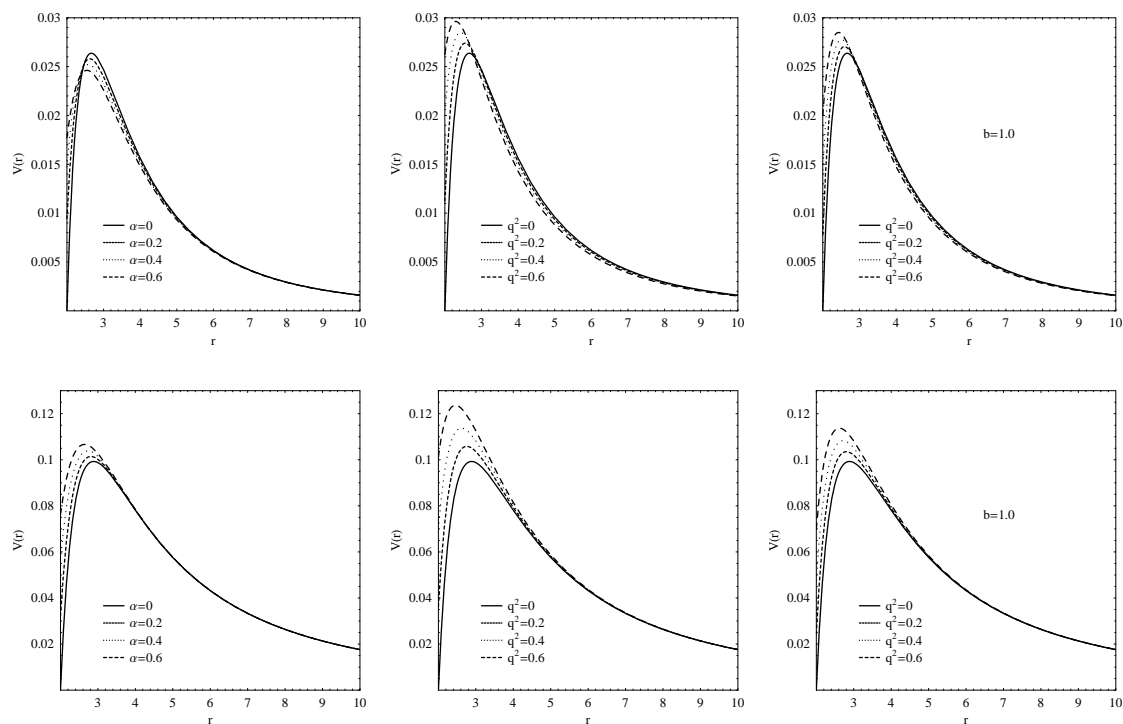 0.03
0.025
0.02
0.015
0.01
0.005
V(r)
α=0
α=0.2
α=0.4
α=0.6
3 4 5 6 7 8 9 10
r
0.03
0.025
0.02
0.015
0.01
0.005
V(r)
q²=0
q²=0.2
q²=0.4
q²=0.6
3 4 5 6 7 8 9 10
r
0.03
0.025
0.02
0.015
0.01
0.005
V(r)
b=1.0
q²=0
q²=0.2
q²=0.4
q²=0.6
3 4 5 6 7 8 9 10
r
0.12
0.1
0.08
0.06
0.04
0.02
V(r)
α=0
α=0.2
α=0.4
α=0.6
3 4 5 6 7 8 9 10
r
0.12
0.1
0.08
0.06
0.04
0.02
V(r)
q²=0
q²=0.2
q²=0.4
q²=0.6
3 4 5 6 7 8 9 10
r
0.12
0.1
0.08
0.06
0.04
0.02
V(r)
b=1.0
q²=0
q²=0.2
q²=0.4
q²=0.6
3 4 5 6 7 8 9 10
r